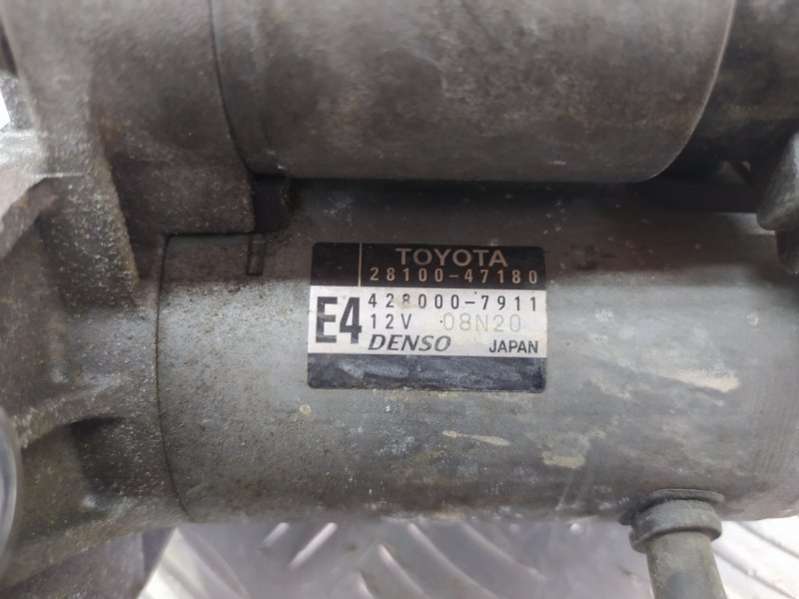 TOYOTA
28100-47180
E4
428000-7911
12V 08N20
DENSO JAPAN